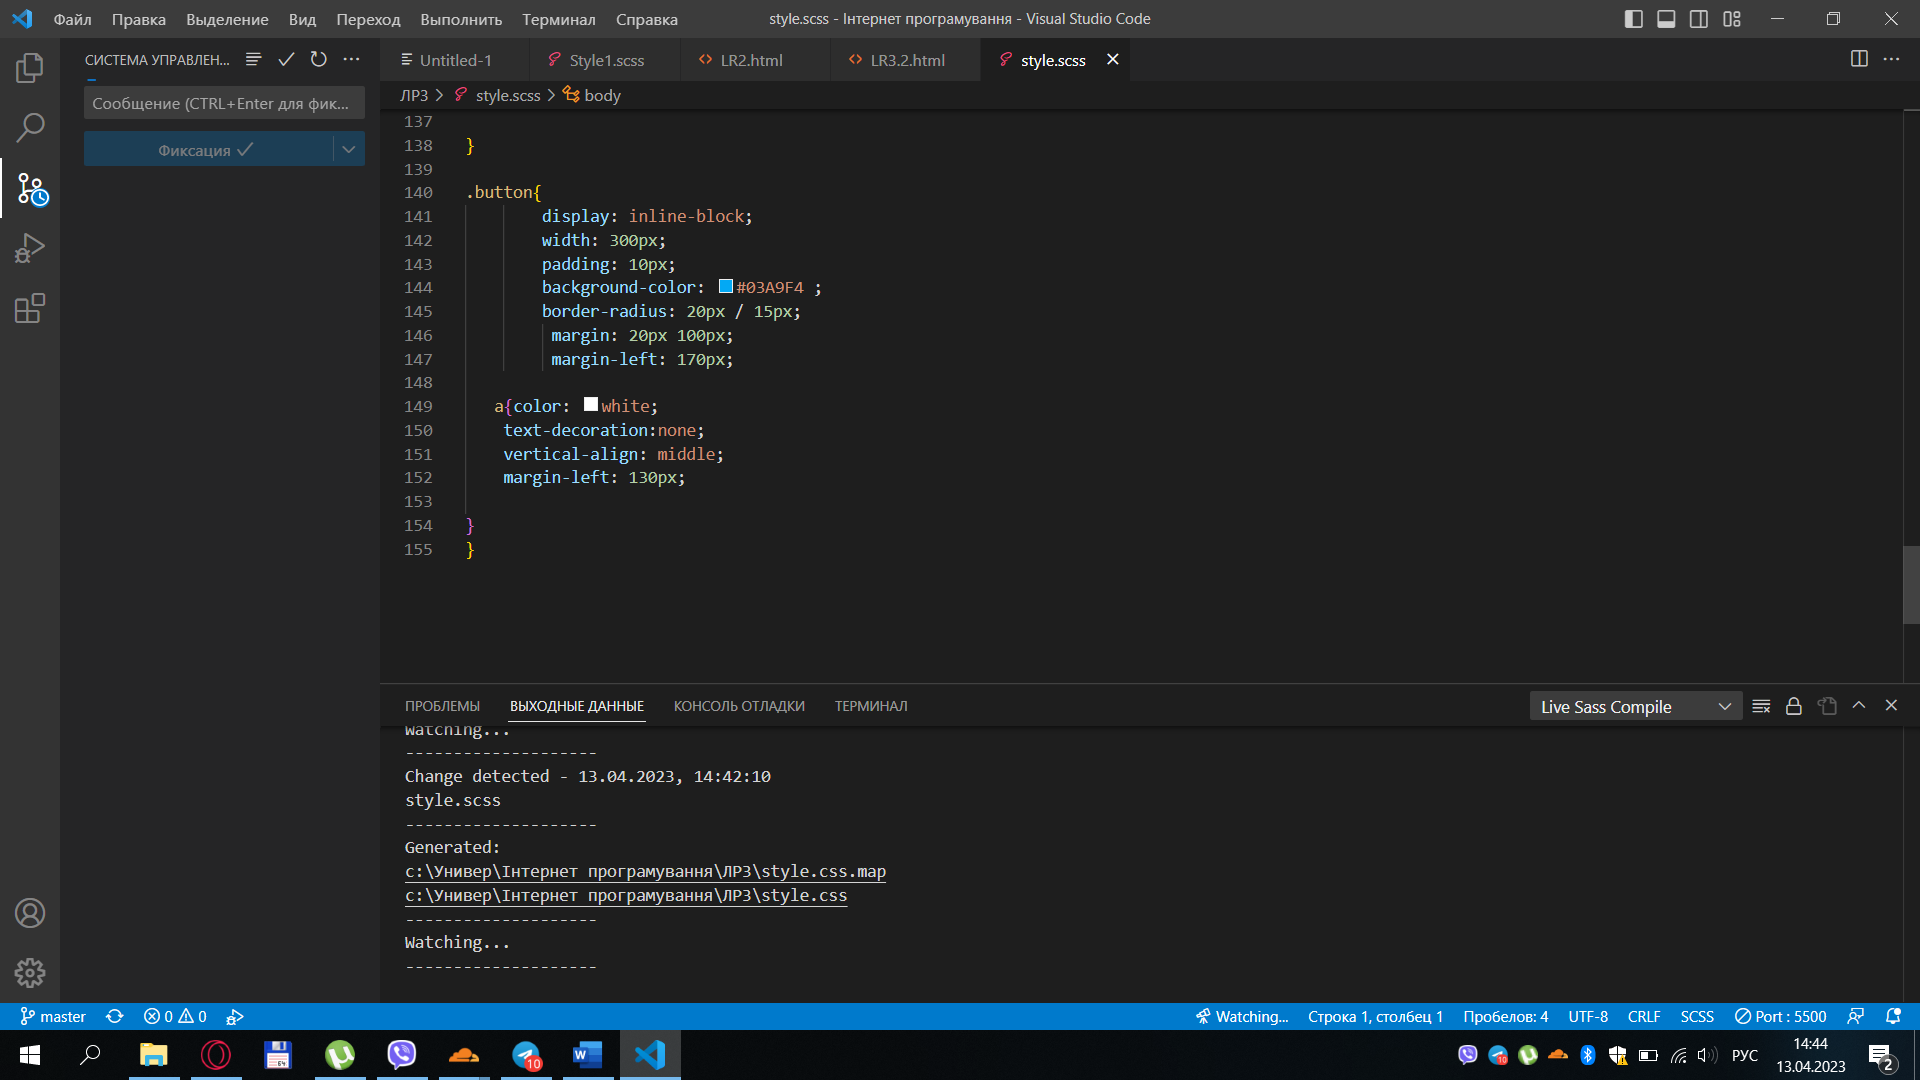 Файл Правка Выделение Вид Переход Выполнить Терминал Справка
style.scss - Інтернет програмування - Visual Studio Code
СИСТЕМА УПРАВЛЕН...
Сообщение (CTRL+Enter для фик...
Фиксация
Untitled-1 Style1.scss LR2.html LR3.2.html style.scss
ЛР3 > style.scss > body
137
138 }
139
140 .button{
141 display: inline-block;
142 width: 300px;
143 padding: 10px;
144 background-color: #03A9F4 ;
145 border-radius: 20px / 15px;
146 margin: 20px 100px;
147 margin-left: 170px;
148
149 a{color: white;
150 text-decoration:none;
151 vertical-align: middle;
152 margin-left: 130px;
153
154 }
155 }
ПРОБЛЕМЫ ВЫХОДНЫЕ ДАННЫЕ КОНСОЛЬ ОТЛАДКИ ТЕРМИНАЛ
Live Sass Compile
Watching...
--------------------
Change detected - 13.04.2023, 14:42:10
style.scss
--------------------
Generated:
c:\Универ\Інтернет програмування\ЛР3\style.css.map
c:\Универ\Інтернет програмування\ЛР3\style.css
--------------------
Watching...
--------------------
master 0 0 Watching... Строка 1, столбец 1 Пробелов: 4 UTF-8 CRLF SCSS Port : 5500
64
10
W
10
РУС
14:44
13.04.2023
2